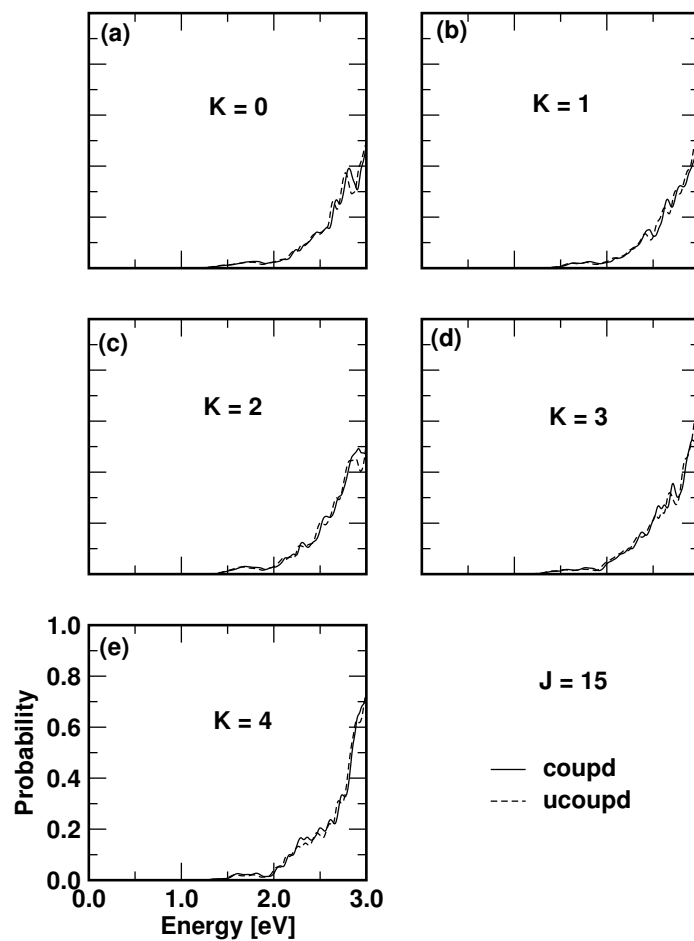 (a)
K = 0
(b)
K = 1
(c)
K = 2
(d)
K = 3
(e)
K = 4
1.0
0.8
0.6
0.4
0.2
0.0
Probability
0.0 1.0 2.0 3.0
Energy [eV]
J = 15
coupd
ucoupd